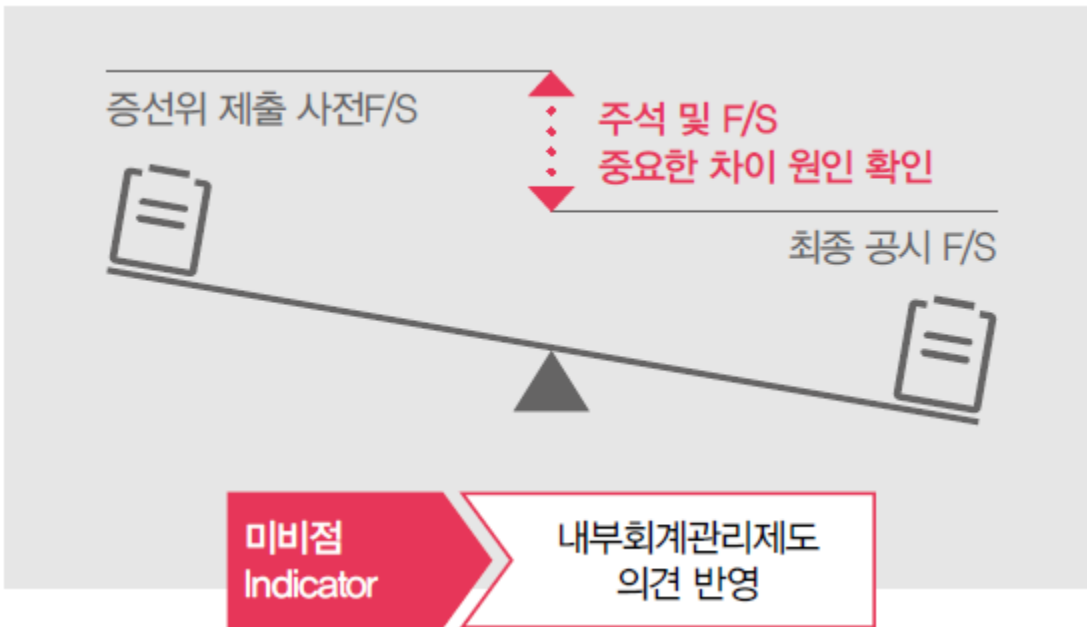 증선위 제출 사전F/S
주석 및 F/S
중요한 차이 원인 확인
최종 공시 F/S
미비점
Indicator
내부회계관리제도
의견 반영